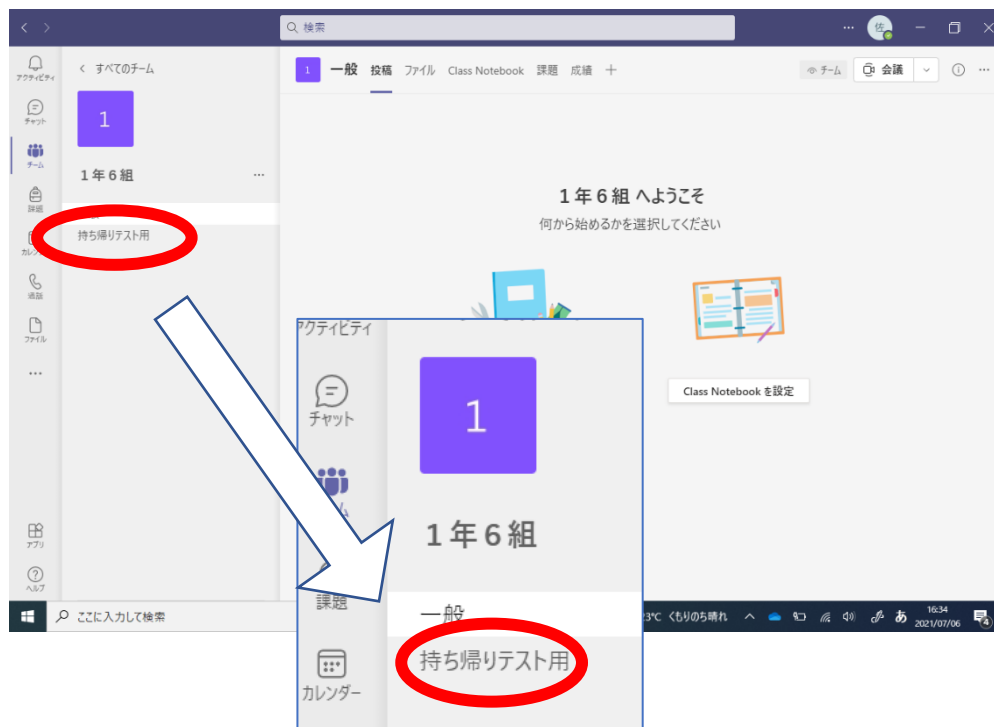 検索
佐
アクティビティ
チャット
チーム
課題
通話
ファイル
アプリ
ヘルプ
すべてのチーム
1
1年6組
持ち帰りテスト用
1
一般 投稿 ファイル Class Notebook 課題 成績
チーム
会議
1年6組 へようこそ
何から始めるかを選択してください
Class Notebook を設定
アクティビティ
チャット
課題
カレンダー
1
1年6組
一般
持ち帰りテスト用
ここに入力して検索
3°C くもりのち晴れ
あ
16:34
2021/07/06
4